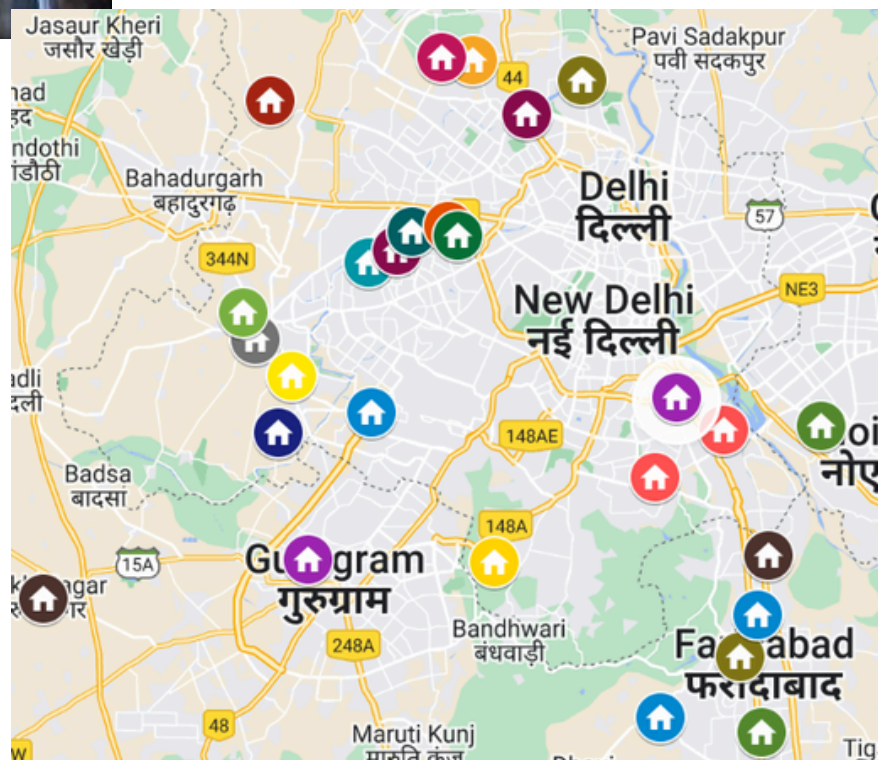 Jasaur Kheri
जसौर खेड़ी
Pavi Sadakpur
पवी सदकपुर
44
Bahadurgarh
बहादुरगढ़
Delhi
दिल्ली
57
344N
NE3
New Delhi
नई दिल्ली
148AE
Badsa
बादसा
148A
15A
गुरुग्राम
Bandhwari
बंधवाड़ी
248A
फरीदाबाद
48
Maruti Kunj
मारुति कुंज